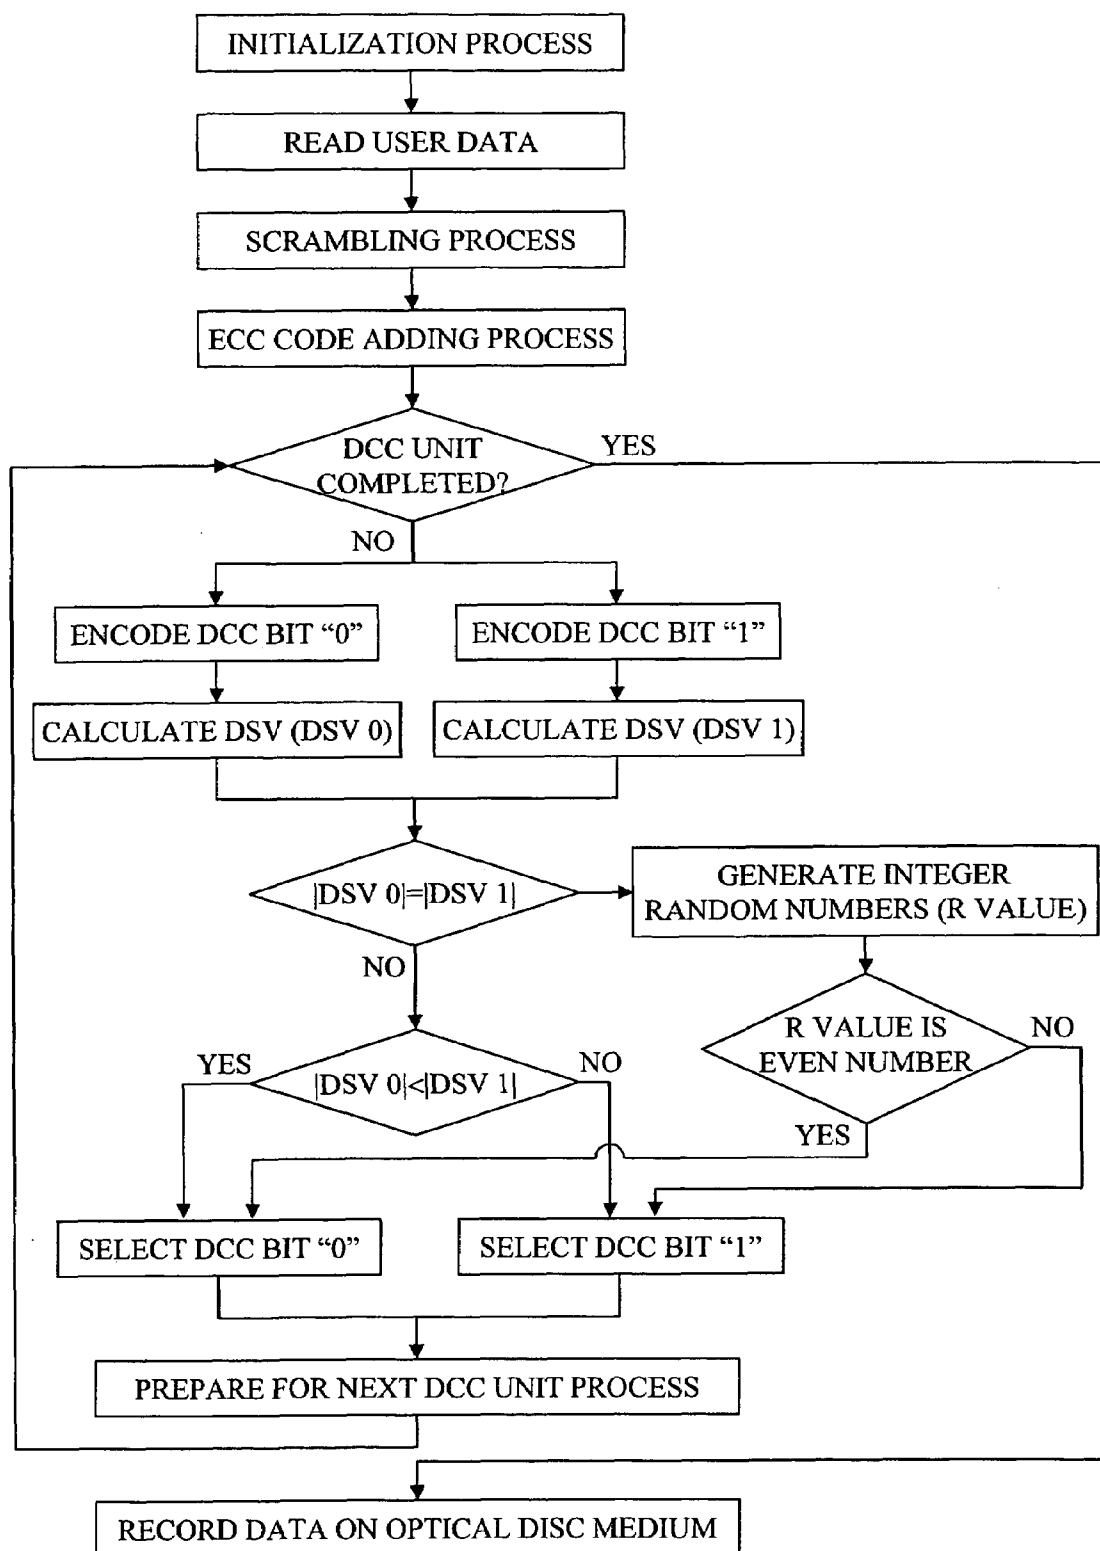 INITIALIZATION PROCESS
READ USER DATA
SCRAMBLING PROCESS
ECC CODE ADDING PROCESS
DCC UNIT
COMPLETED?
YES
NO
ENCODE DCC BIT “0”
ENCODE DCC BIT “1”
CALCULATE DSV (DSV 0)
CALCULATE DSV (DSV 1)
|DSV 0|=|DSV 1|
GENERATE INTEGER
RANDOM NUMBERS (R VALUE)
NO
R VALUE IS
EVEN NUMBER
NO
YES
YES
|DSV 0|<|DSV 1|
NO
SELECT DCC BIT “0”
SELECT DCC BIT “1”
PREPARE FOR NEXT DCC UNIT PROCESS
RECORD DATA ON OPTICAL DISC MEDIUM